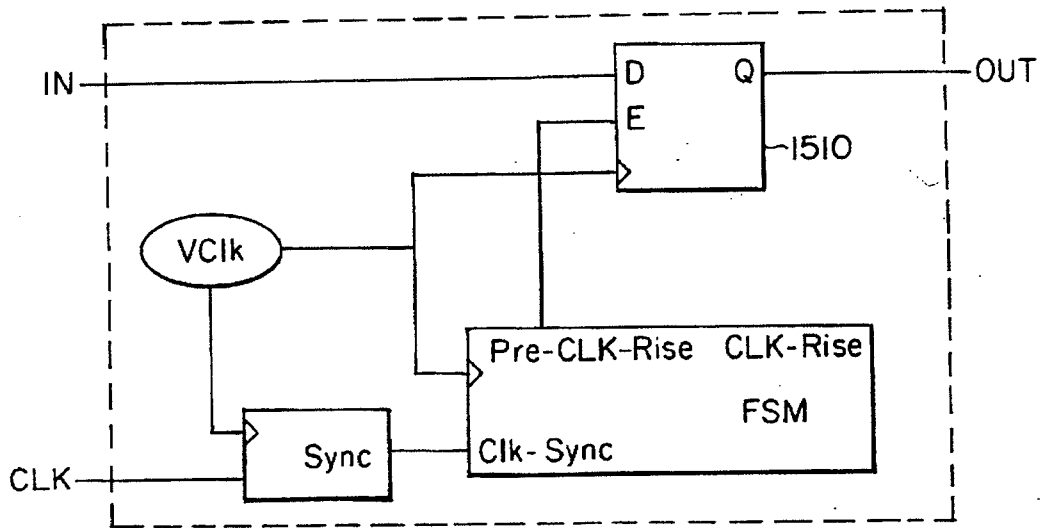 IN
D Q
OUT
E
1510
VClk
Pre-CLK-Rise CLK-Rise
FSM
Sync
Clk-Sync
CLK